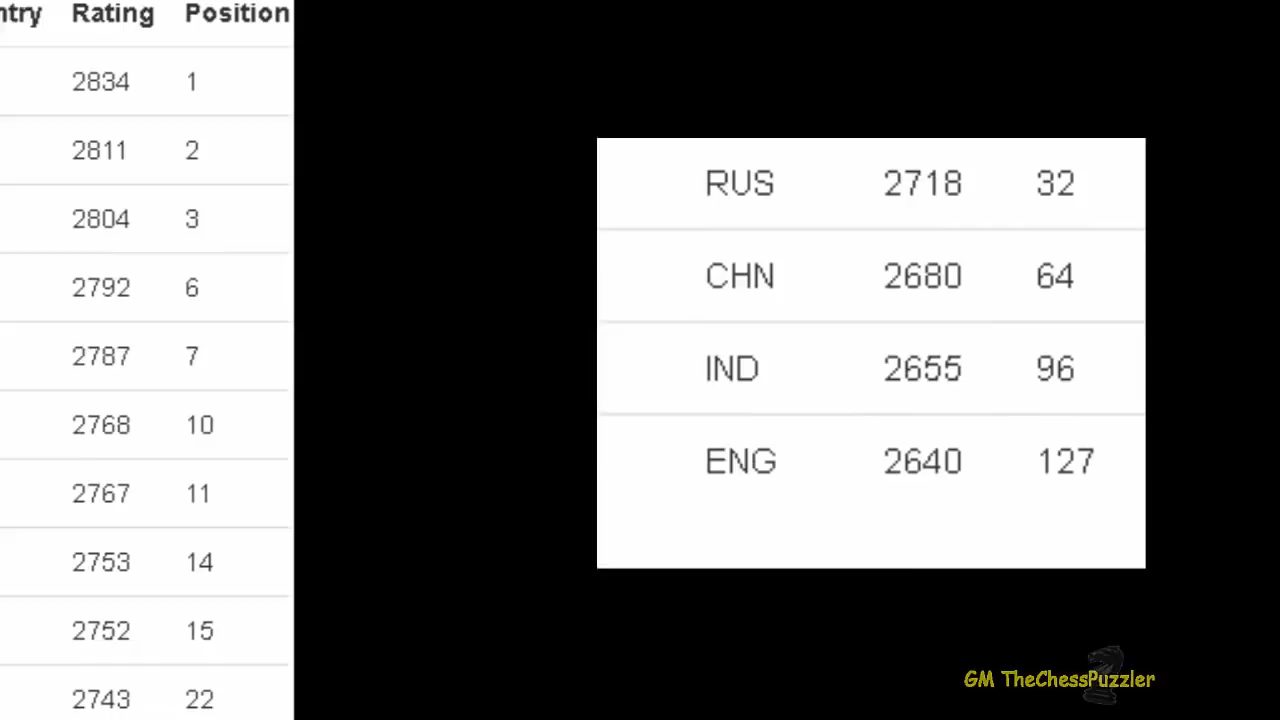 ntry Rating Position
2834 1
2811 2
2804 3
2792 6
2787 7
2768 10
2767 11
2753 14
2752 15
2743 22
RUS 2718 32
CHN 2680 64
IND 2655 96
ENG 2640 127
GM TheChessPuzzler